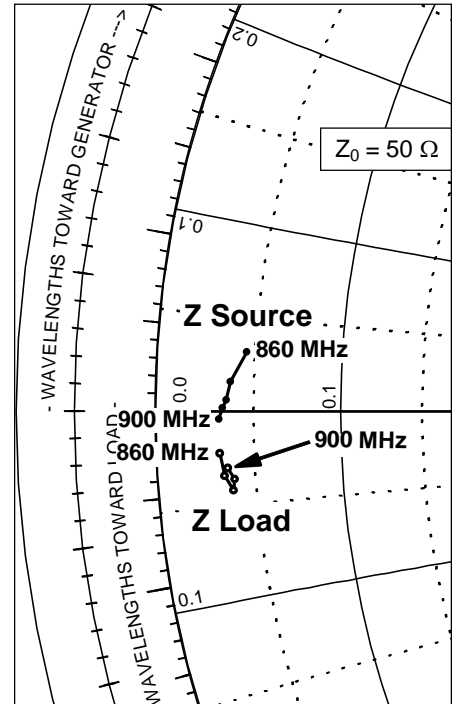 0.2
- WAVELENGTHS TOWARD GENERATOR --->
Z₀ = 50 Ω
0.1
Z Source
860 MHz
0.0
0.1
900 MHz
860 MHz
900 MHz
WAVELENGTHS TOWARD LOAD -
Z Load
0.1